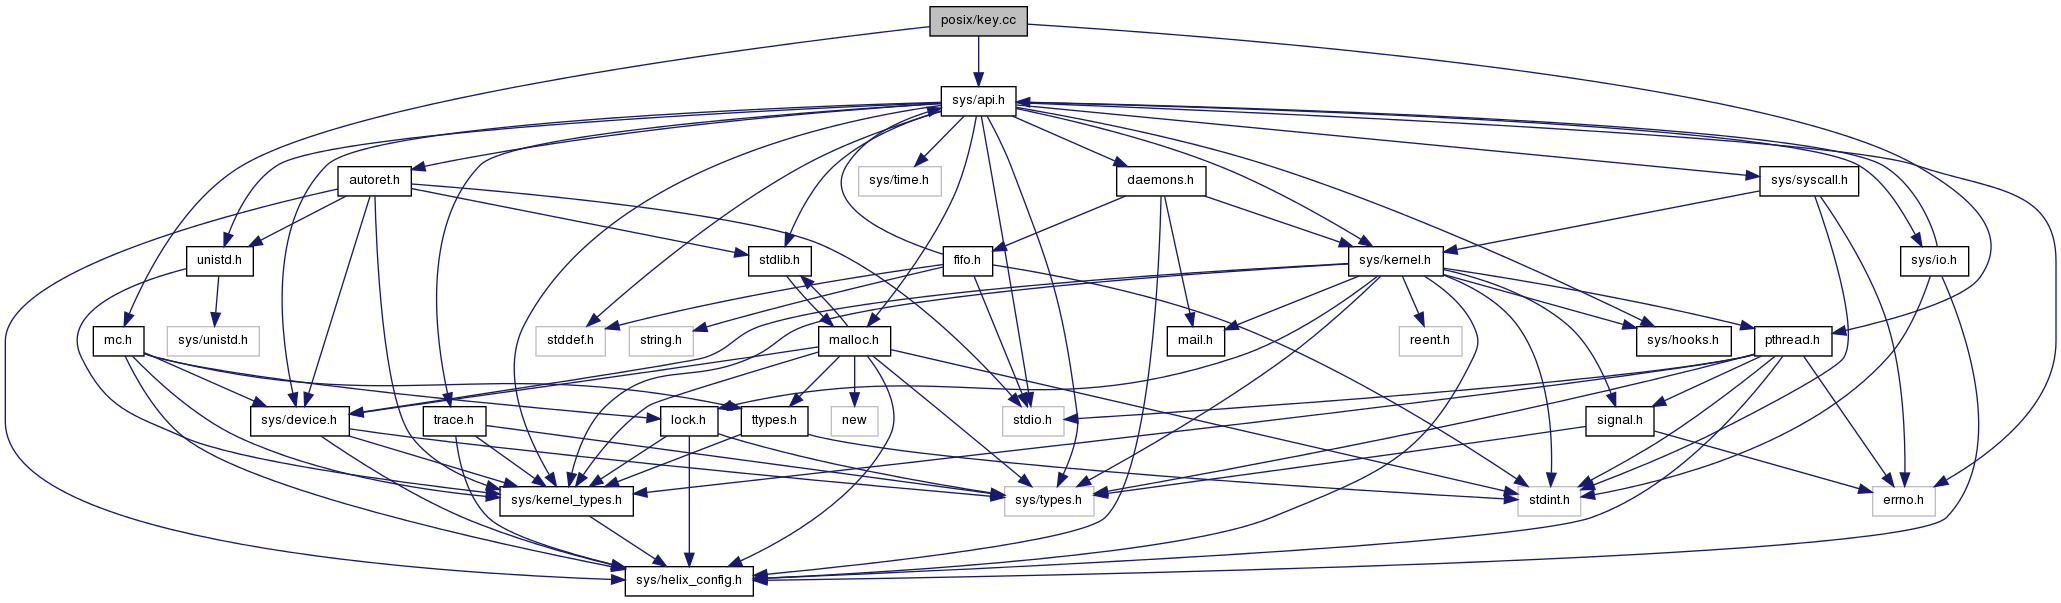 posix/key.cc
sys/api.h
autoret.h
sys/time.h
daemons.h
sys/syscall.h
unistd.h
stdlib.h
fifo.h
sys/kernel.h
sys/io.h
mc.h
sys/unistd.h
stddef.h
string.h
malloc.h
mail.h
reent.h
sys/hooks.h
pthread.h
sys/device.h
trace.h
lock.h
ttypes.h
new
stdio.h
signal.h
sys/kernel_types.h
sys/types.h
stdint.h
errno.h
sys/helix_config.h